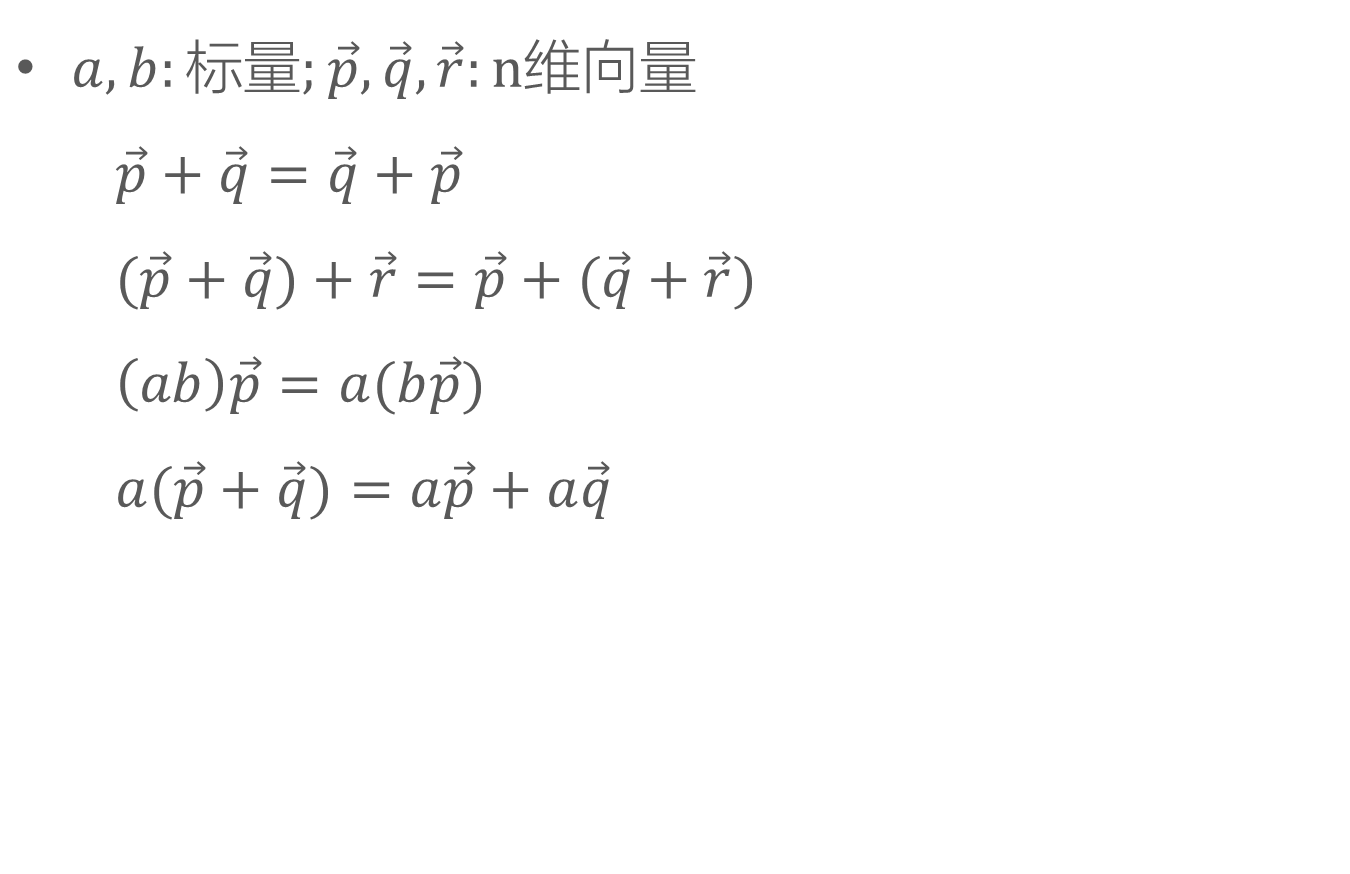 • a, b: 标量; p⃗, q⃗, r⃗: n维向量
p⃗ + q⃗ = q⃗ + p⃗
(p⃗ + q⃗) + r⃗ = p⃗ + (q⃗ + r⃗)
(ab)p⃗ = a(bp⃗)
a(p⃗ + q⃗) = ap⃗ + aq⃗